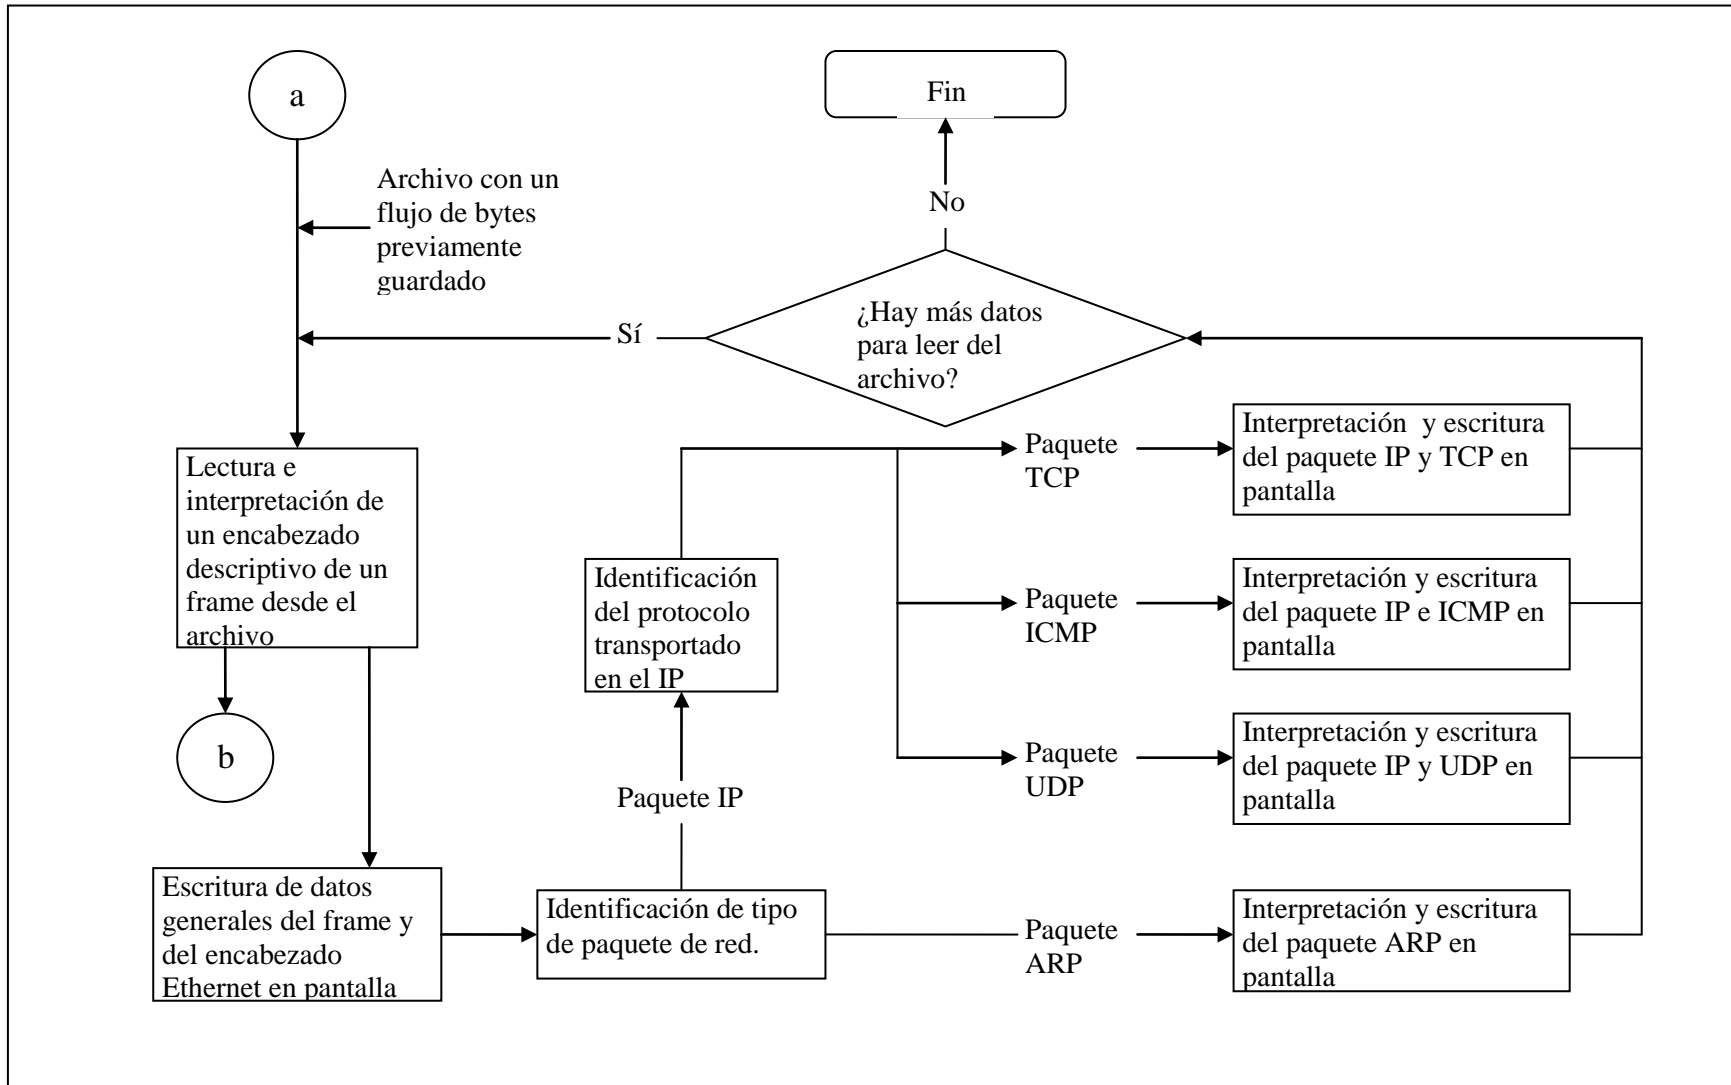 a
Fin
Archivo con un
flujo de bytes
previamente
guardado
No
¿Hay más datos
para leer del
archivo?
Sí
Lectura e
interpretación de
un encabezado
descriptivo de un
frame desde el
archivo
b
Escritura de datos
generales del frame y
del encabezado
Ethernet en pantalla
Identificación de tipo
de paquete de red.
Paquete IP
Identificación
del protocolo
transportado
en el IP
Paquete
TCP
Interpretación y escritura
del paquete IP y TCP en
pantalla
Paquete
ICMP
Interpretación y escritura
del paquete IP e ICMP en
pantalla
Paquete
UDP
Interpretación y escritura
del paquete IP y UDP en
pantalla
Paquete
ARP
Interpretación y escritura
del paquete ARP en
pantalla